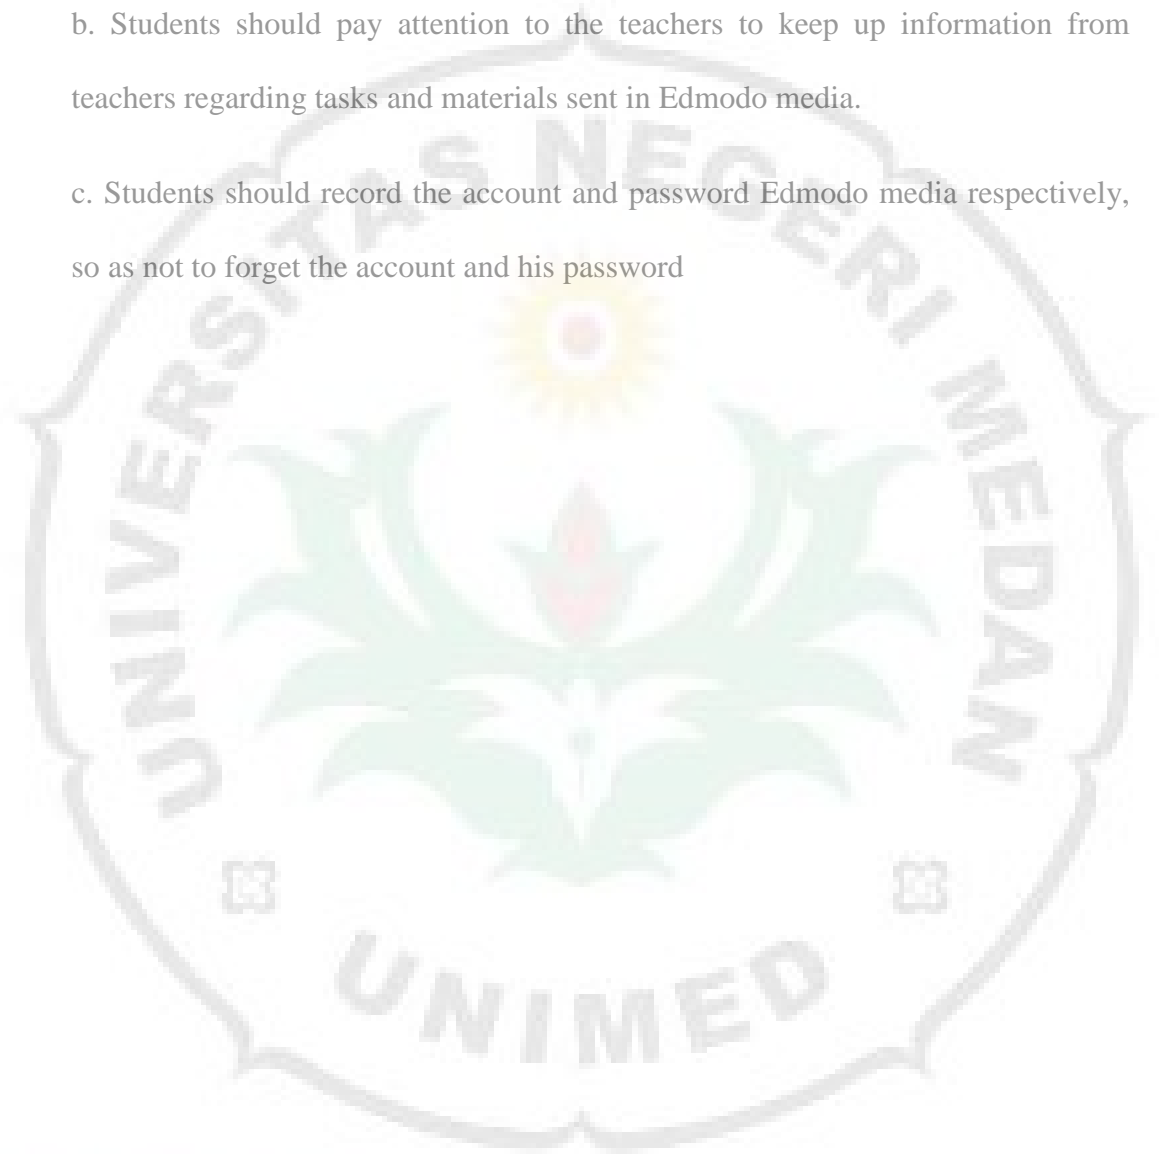 b. Students should pay attention to the teachers to keep up information from
teachers regarding tasks and materials sent in Edmodo media.
c. Students should record the account and password Edmodo media respectively,
so as not to forget the account and his password
UNIVERSITAS NEGERI MEDAN
UNIMED